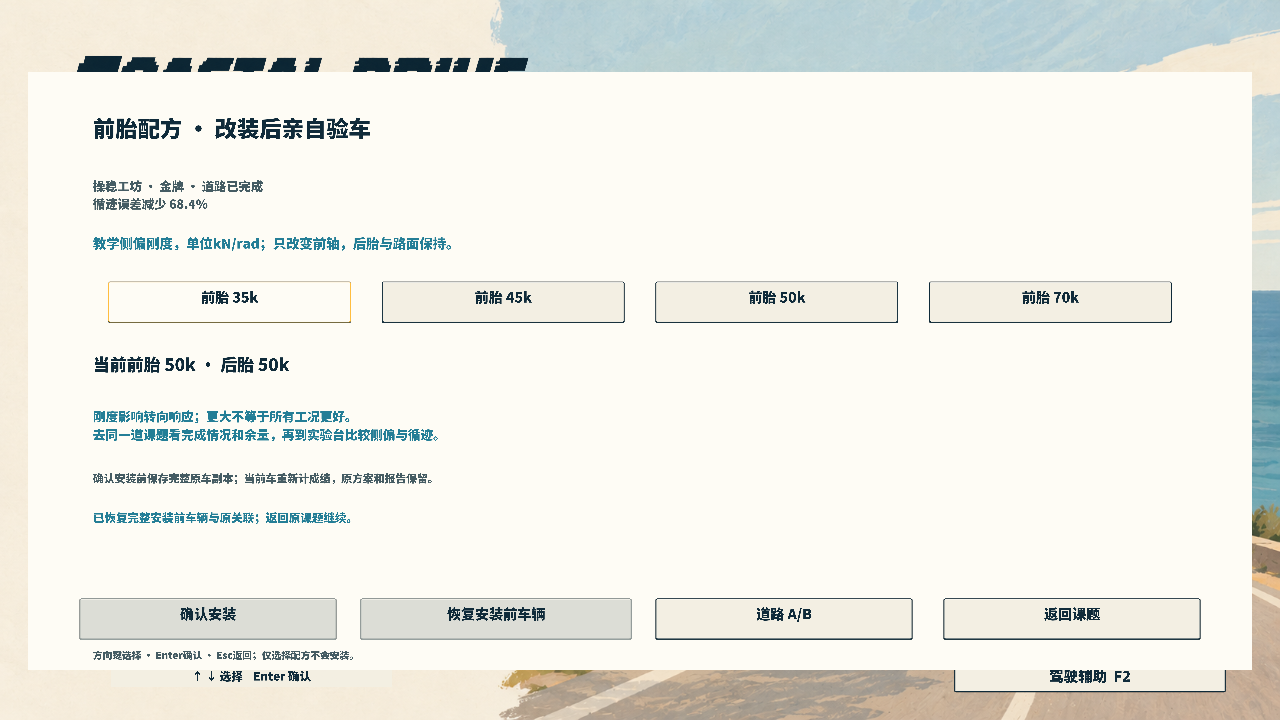 COASTAL DRIVE
前胎配方 · 改装后亲自验车
操稳工坊 · 金牌 · 道路已完成
循迹误差减少 68.4%
教学侧偏刚度，单位kN/rad；只改变前轴，后胎与路面保持。
前胎 35k
前胎 45k
前胎 50k
前胎 70k
当前前胎 50k · 后胎 50k
刚度影响转向响应；更大不等于所有工况更好。
去同一道课题看完成情况和余量，再到实验台比较侧偏与循迹。
确认安装前保存完整原车副本；当前车重新计成绩，原方案和报告保留。
已恢复完整安装前车辆与原关联；返回原课题继续。
确认安装
恢复安装前车辆
道路 A/B
返回课题
方向键选择 · Enter确认 · Esc返回；仅选择配方不会安装。
↑ ↓ 选择 Enter 确认
驾驶辅助 F2